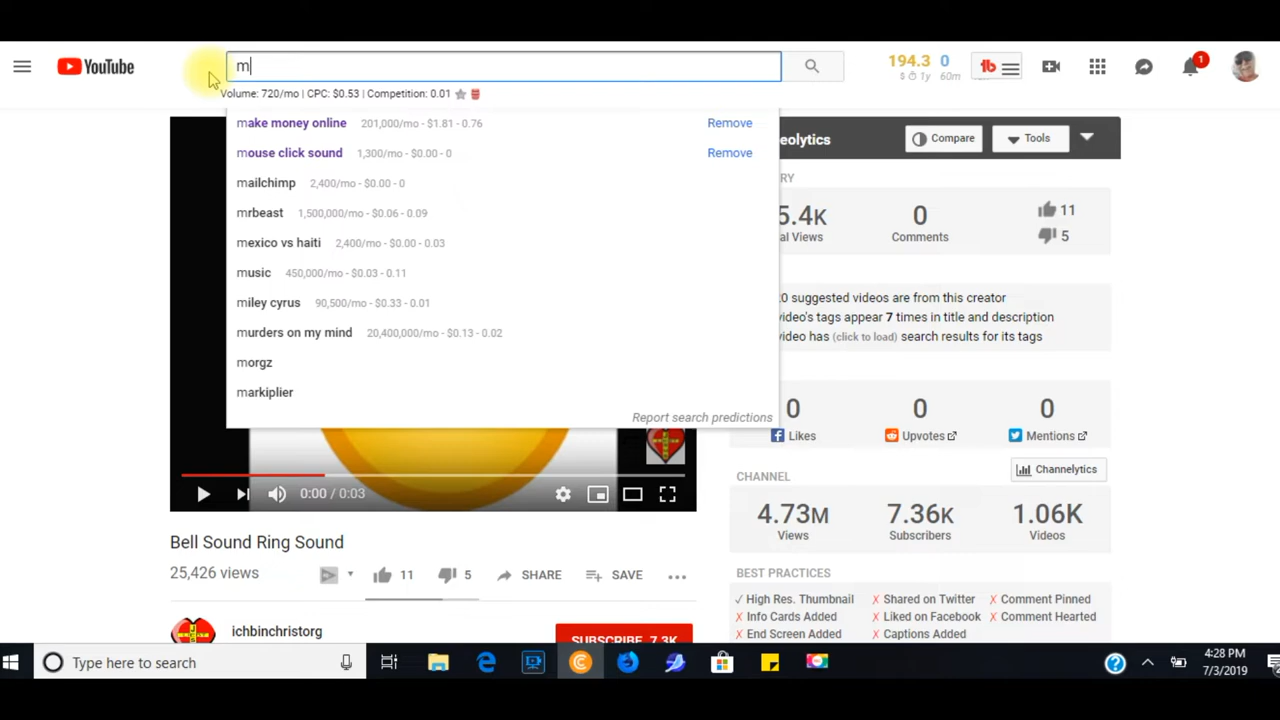 YouTube
m
194.3 0
$ ⏱ 1y 60m
tb
1
Volume: 720/mo | CPC: $0.53 | Competition: 0.01
make money online 201,000/mo - $1.81 - 0.76 Remove
mouse click sound 1,300/mo - $0.00 - 0 Remove
mailchimp 2,400/mo - $0.00 - 0
mrbeast 1,500,000/mo - $0.06 - 0.09
mexico vs haiti 2,400/mo - $0.00 - 0.03
music 450,000/mo - $0.03 - 0.11
miley cyrus 90,500/mo - $0.33 - 0.01
murders on my mind 20,400,000/mo - $0.13 - 0.02
morgz
markiplier
Report search predictions
eolytics Compare Tools
RY
5.4K 0 11
al Views Comments 5
0 suggested videos are from this creator
video's tags appear 7 times in title and description
video has (click to load) search results for its tags
0 0 0
Likes Upvotes Mentions
CHANNEL Channelytics
4.73M 7.36K 1.06K
Views Subscribers Videos
BEST PRACTICES
✓ High Res. Thumbnail ✗ Shared on Twitter ✗ Comment Pinned
✗ Info Cards Added ✗ Liked on Facebook ✗ Comment Hearted
✗ End Screen Added ✗ Captions Added
0:00 / 0:03
Bell Sound Ring Sound
25,426 views 11 5 SHARE SAVE ...
ichbinchristorg
SUBSCRIBE 7.3K
Type here to search
4:28 PM
7/3/2019